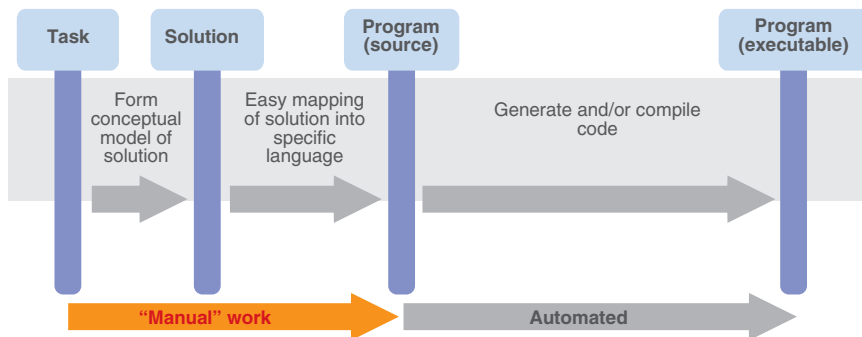 Task
Solution
Program
(source)
Program
(executable)
Form
conceptual
model of
solution
Easy mapping
of solution into
specific
language
Generate and/or compile
code
“Manual” work
Automated